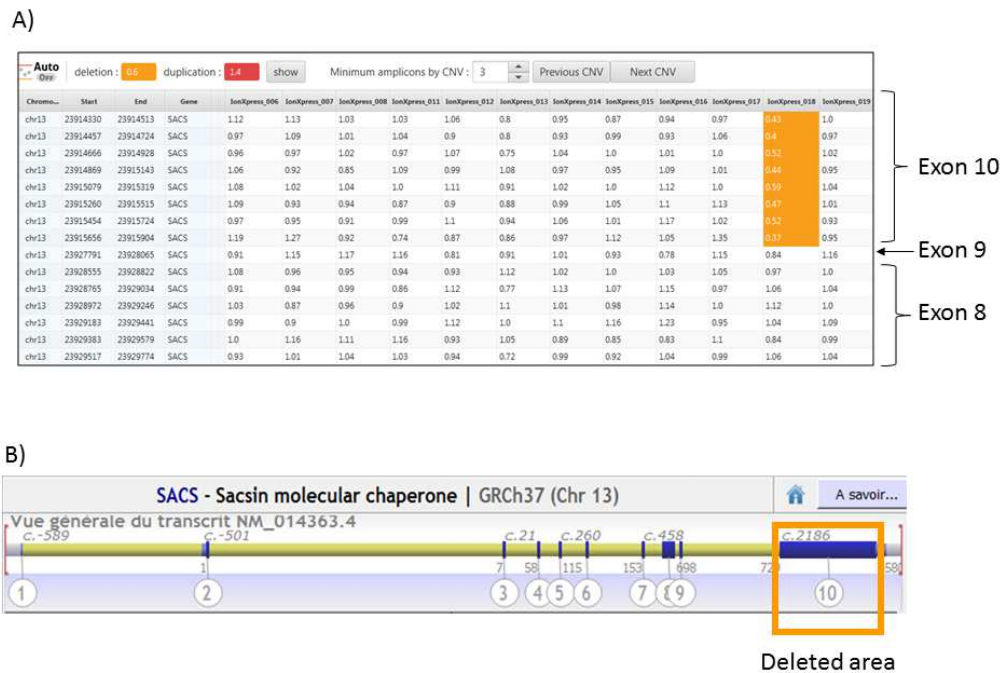 A)
Auto
Off
deletion : 0.6 duplication : 1.4 show Minimum amplicons by CNV : 3 Previous CNV Next CNV
Chromo... Start End Gene IonXpress_006 IonXpress_007 IonXpress_008 IonXpress_011 IonXpress_012 IonXpress_013 IonXpress_014 IonXpress_015 IonXpress_016 IonXpress_017 IonXpress_018 IonXpress_019
chr13 23914330 23914513 SACS 1.12 1.13 1.03 1.03 1.06 0.8 0.95 0.87 0.94 0.97 0.43 1.0
chr13 23914457 23914724 SACS 0.97 1.09 1.01 1.04 0.9 0.8 0.93 0.99 0.93 1.06 0.4 0.97
chr13 23914666 23914928 SACS 0.96 0.97 1.02 0.97 1.07 0.75 1.04 1.0 1.01 1.0 0.52 1.02
chr13 23914869 23915143 SACS 1.06 0.92 0.85 1.09 0.99 1.08 0.97 0.95 1.09 1.01 0.44 0.95
chr13 23915079 23915319 SACS 1.08 1.02 1.04 1.0 1.11 0.91 1.02 1.0 1.12 1.0 0.59 1.04
chr13 23915260 23915515 SACS 1.09 0.93 0.94 0.87 0.9 0.88 0.99 1.05 1.1 1.13 0.47 1.01
chr13 23915454 23915724 SACS 0.97 0.95 0.91 0.99 1.1 0.94 1.06 1.01 1.17 1.02 0.52 0.93
chr13 23915656 23915904 SACS 1.19 1.27 0.92 0.74 0.87 0.86 0.97 1.12 1.05 1.35 0.37 0.95
chr13 23927791 23928065 SACS 0.91 1.15 1.17 1.16 0.81 0.91 1.01 0.93 0.78 1.15 0.84 1.16
chr13 23928555 23928822 SACS 1.08 0.96 0.95 0.94 0.93 1.12 1.02 1.0 1.03 1.05 0.97 1.0
chr13 23928765 23929034 SACS 0.91 0.94 0.99 0.86 1.12 0.77 1.13 1.07 1.15 0.97 1.06 1.04
chr13 23928972 23929246 SACS 1.03 0.87 0.96 0.9 1.02 1.1 1.01 0.98 1.14 1.0 1.12 1.0
chr13 23929183 23929441 SACS 0.99 0.9 1.0 0.99 1.12 1.0 1.1 1.16 1.23 0.95 1.04 1.09
chr13 23929383 23929579 SACS 1.0 1.16 1.11 1.16 0.93 1.05 0.89 0.85 0.83 1.1 0.84 0.99
chr13 23929517 23929774 SACS 0.93 1.01 1.04 1.03 0.94 0.72 0.99 0.92 1.04 0.99 1.06 1.04
Exon 10
Exon 9
Exon 8
B)
SACS - Sacsin molecular chaperone | GRCh37 (Chr 13) A savoir...
Vue générale du transcrit NM_014363.4
c.-589 c.-501 c.21 c.260 c.458 c.2186
1 7 58 115 153 698 580
1 2 3 4 5 6 7 8 9 10
Deleted area